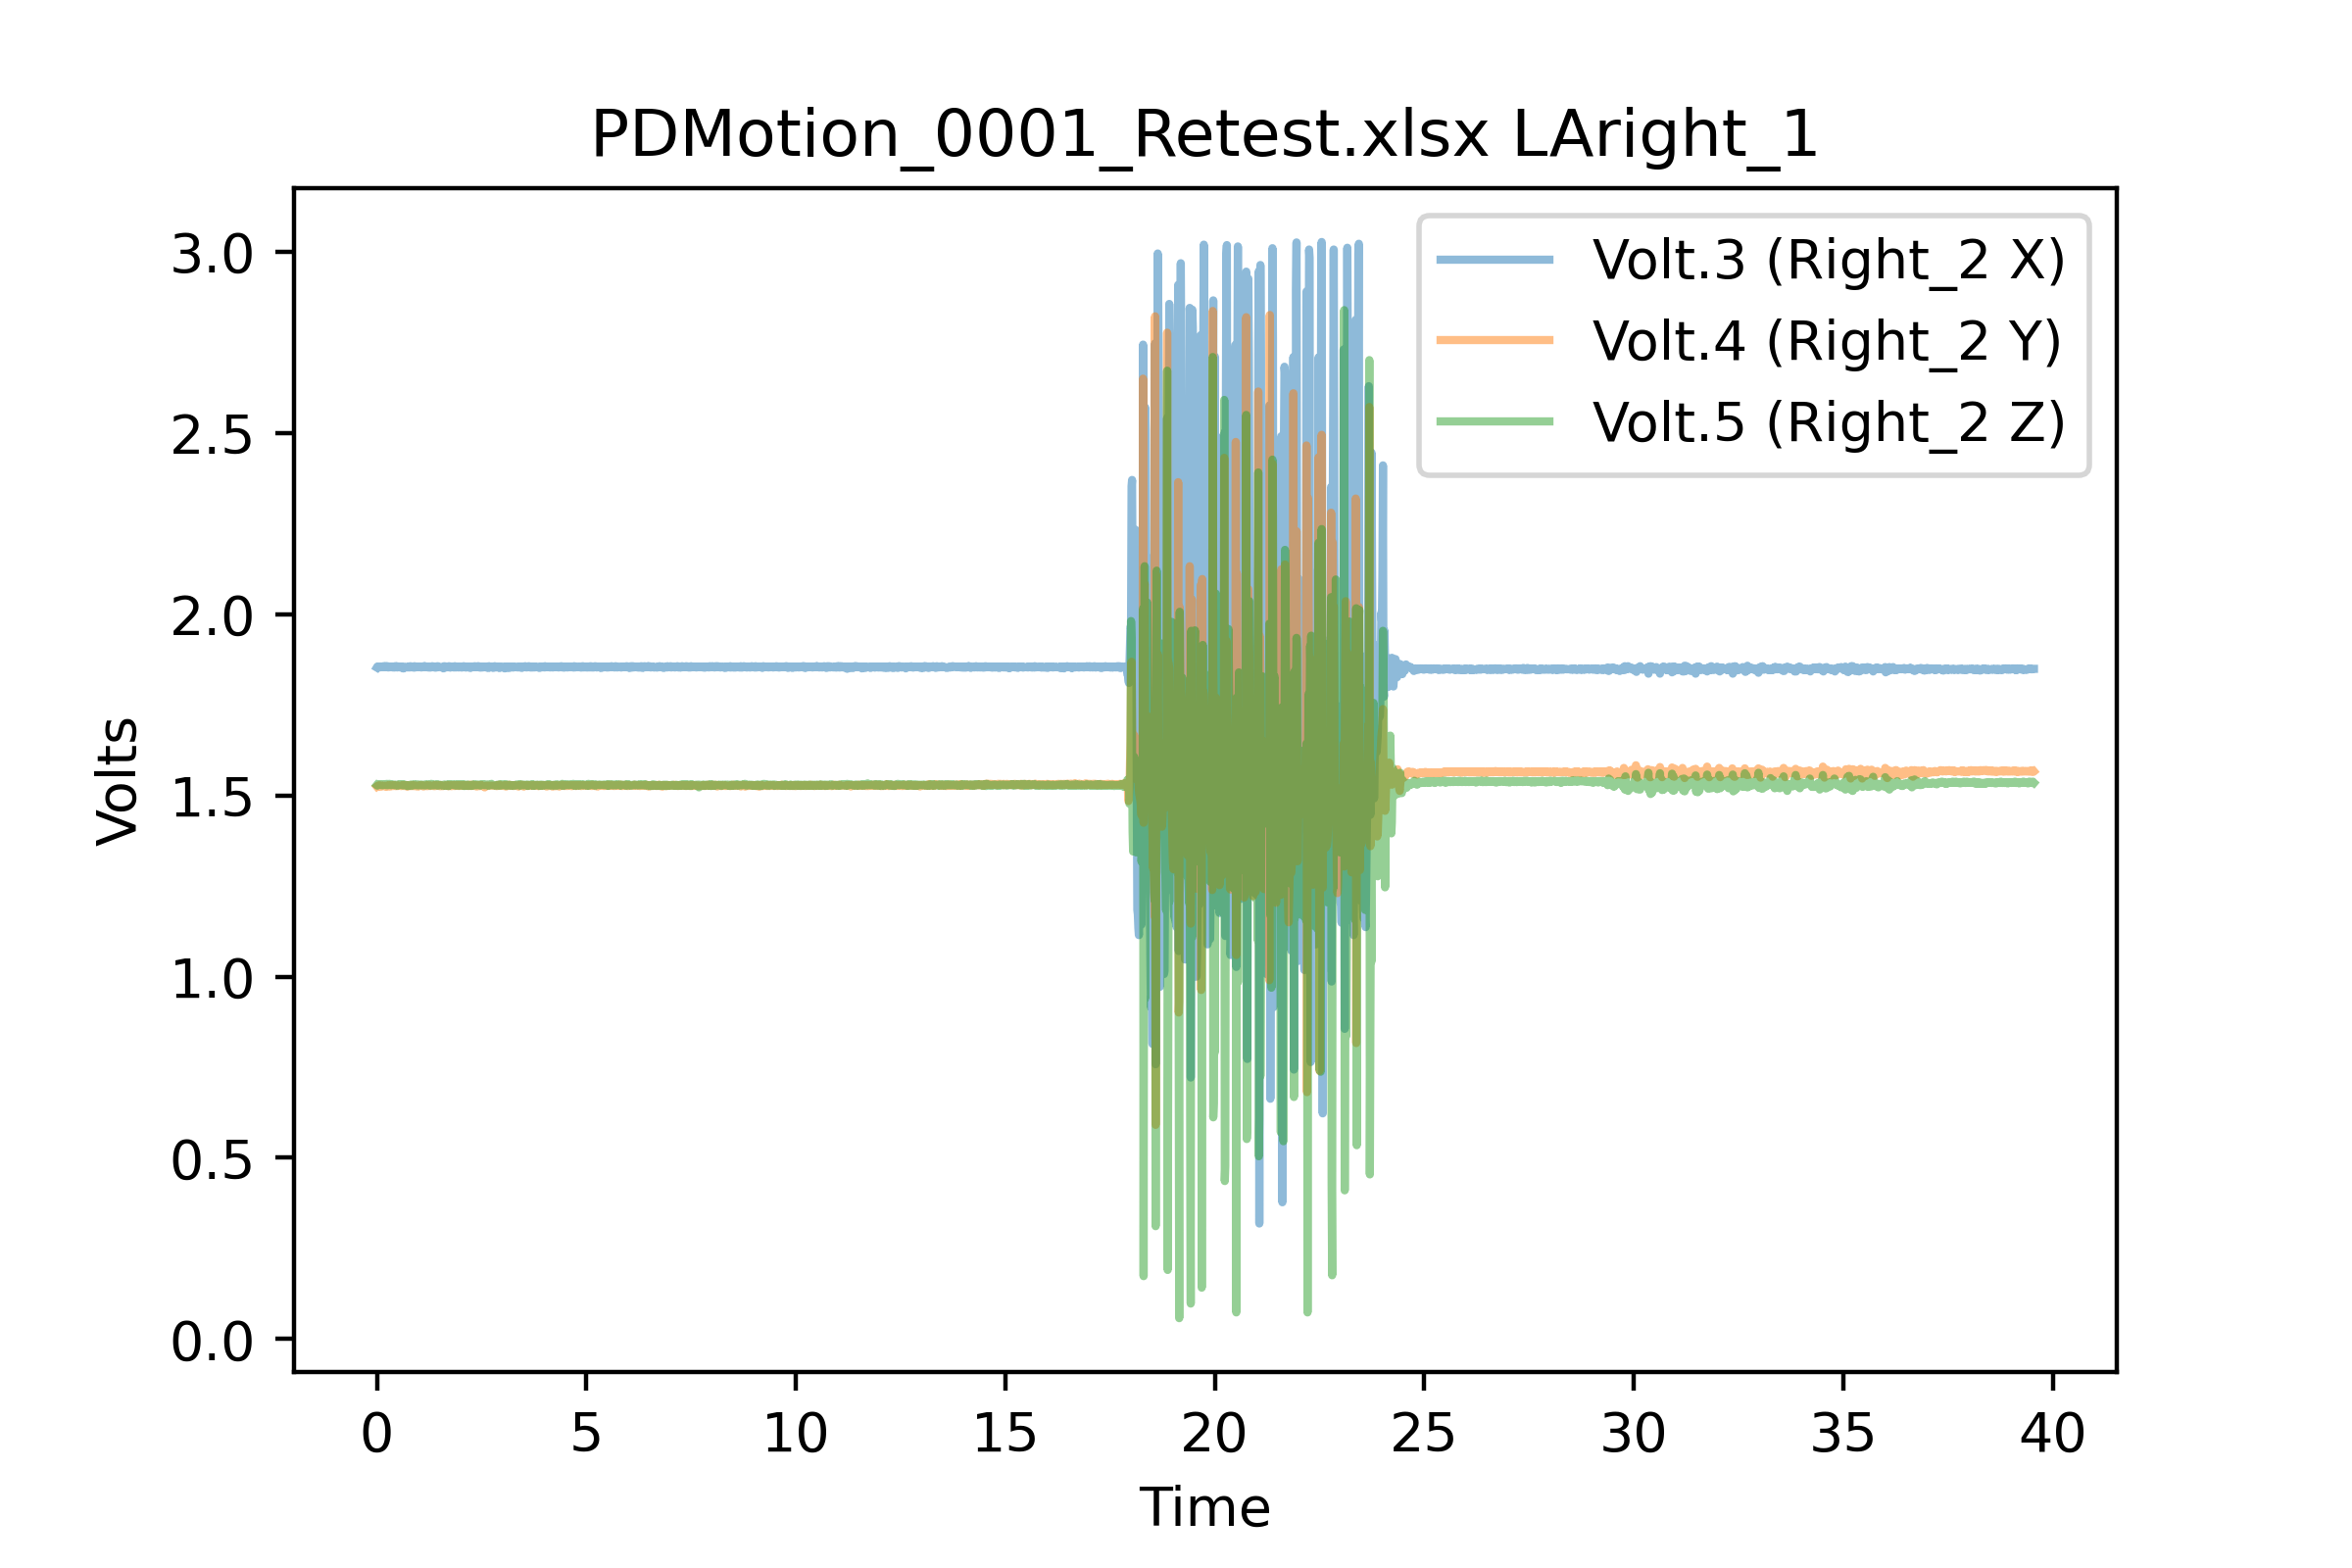 PDMotion_0001_Retest.xlsx LAright_1
Volt.3 (Right_2 X)
Volt.4 (Right_2 Y)
Volt.5 (Right_2 Z)
3.0
2.5
2.0
1.5
1.0
0.5
0.0
Volts
0 5 10 15 20 25 30 35 40
Time